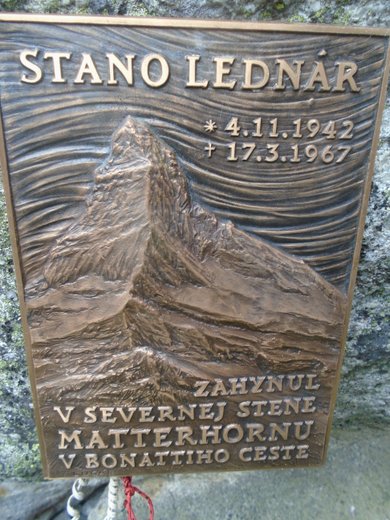 STANO LEDNÁR
* 4.11.1942
+ 17.3.1967
ZAHYNUL
V SEVERNEJ STENE
MATTERHORNU
V BONATTIHO CESTE